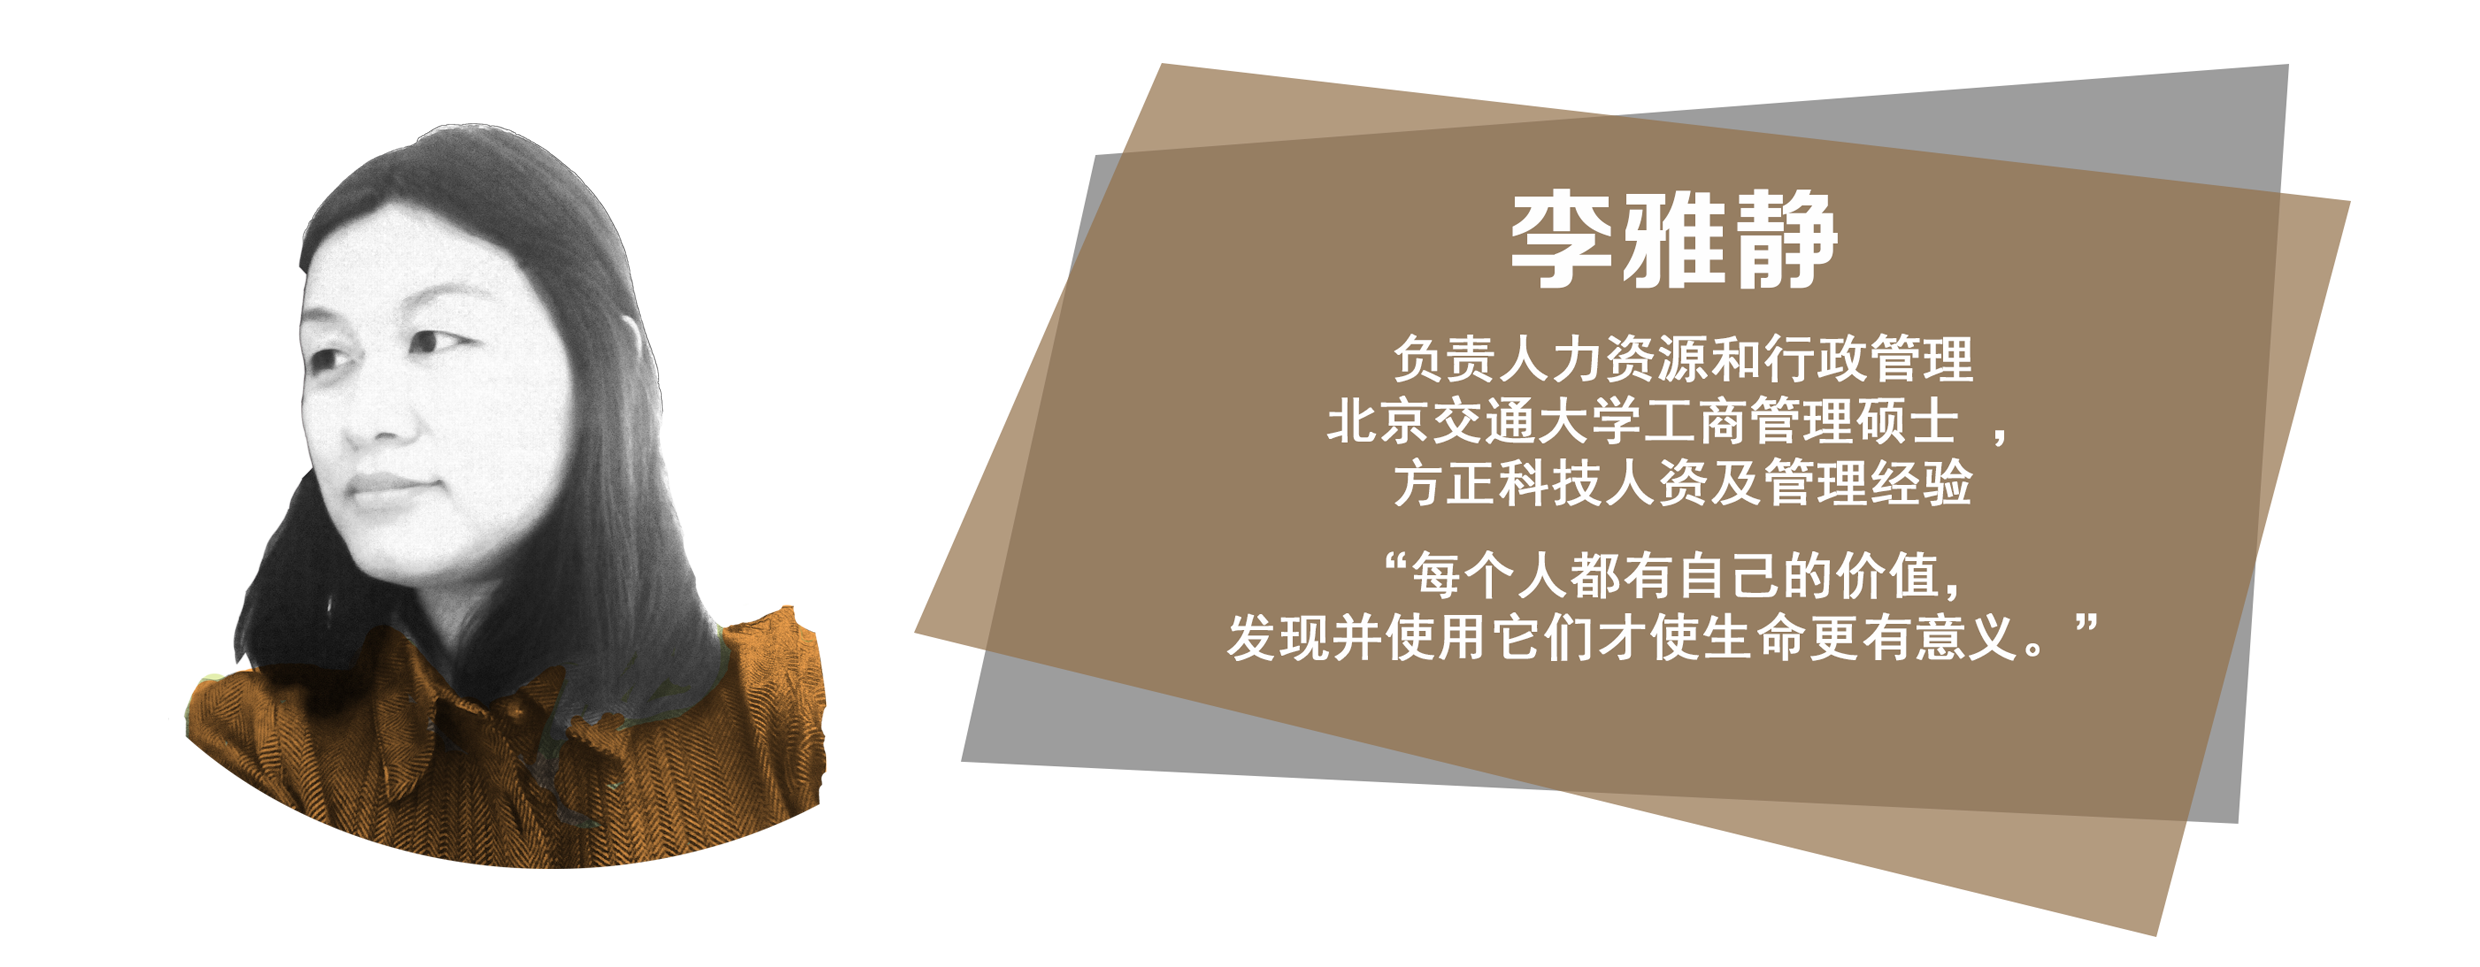 李雅静
负责人力资源和行政管理
北京交通大学工商管理硕士 ，
方正科技人资及管理经验
“每个人都有自己的价值，
发现并使用它们才使生命更有意义。”